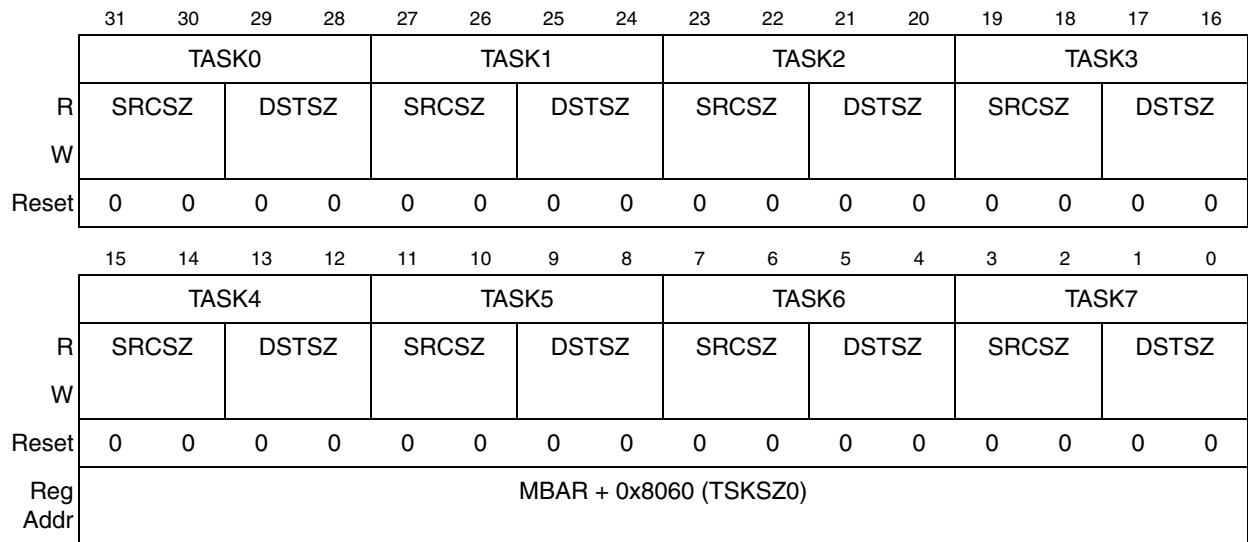 31 30 29 28 27 26 25 24 23 22 21 20 19 18 17 16
TASK0 TASK1 TASK2 TASK3
R SRCSZ DSTSZ SRCSZ DSTSZ SRCSZ DSTSZ SRCSZ DSTSZ
W
Reset 0 0 0 0 0 0 0 0 0 0 0 0 0 0 0 0
15 14 13 12 11 10 9 8 7 6 5 4 3 2 1 0
TASK4 TASK5 TASK6 TASK7
R SRCSZ DSTSZ SRCSZ DSTSZ SRCSZ DSTSZ SRCSZ DSTSZ
W
Reset 0 0 0 0 0 0 0 0 0 0 0 0 0 0 0 0
Reg MBAR + 0x8060 (TSKSZ0)
Addr